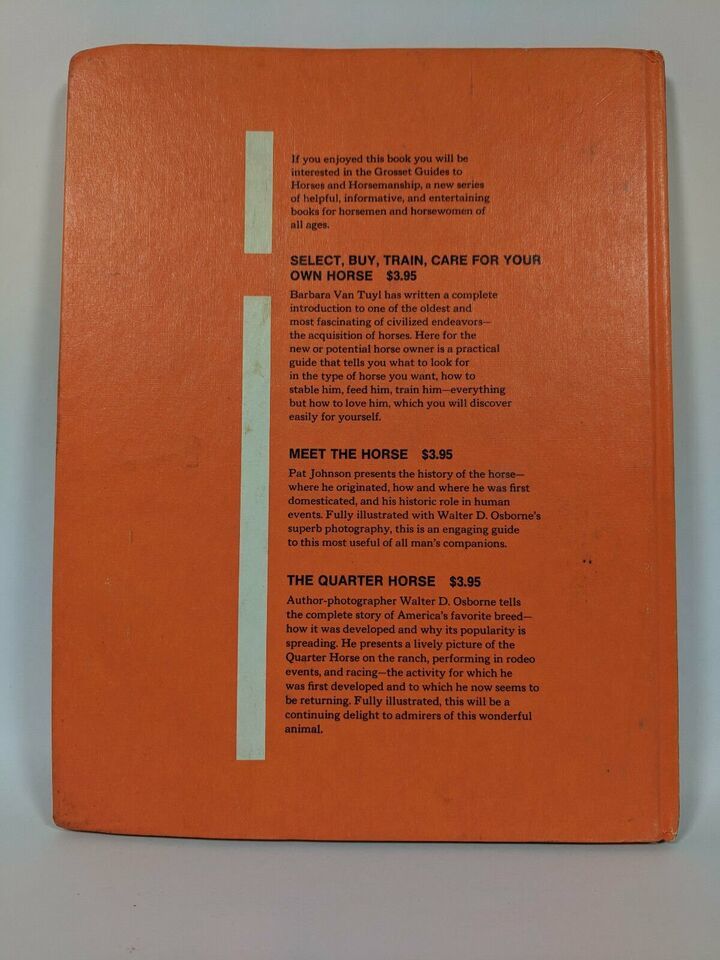 If you enjoyed this book you will be
interested in the Grosset Guides to
Horses and Horsemanship, a new series
of helpful, informative, and entertaining
books for horsemen and horsewomen of
all ages.
SELECT, BUY, TRAIN, CARE FOR YOUR
OWN HORSE $3.95
Barbara Van Tuyl has written a complete
introduction to one of the oldest and
most fascinating of civilized endeavors—
the acquisition of horses. Here for the
new or potential horse owner is a practical
guide that tells you what to look for
in the type of horse you want, how to
stable him, feed him, train him—everything
but how to love him, which you will discover
easily for yourself.
MEET THE HORSE $3.95
Pat Johnson presents the history of the horse—
where he originated, how and where he was first
domesticated, and his historic role in human
events. Fully illustrated with Walter D. Osborne's
superb photography, this is an engaging guide
to this most useful of all man's companions.
THE QUARTER HORSE $3.95
Author-photographer Walter D. Osborne tells
the complete story of America's favorite breed—
how it was developed and why its popularity is
spreading. He presents a lively picture of the
Quarter Horse on the ranch, performing in rodeo
events, and racing—the activity for which he
was first developed and to which he now seems to
be returning. Fully illustrated, this will be a
continuing delight to admirers of this wonderful
animal.